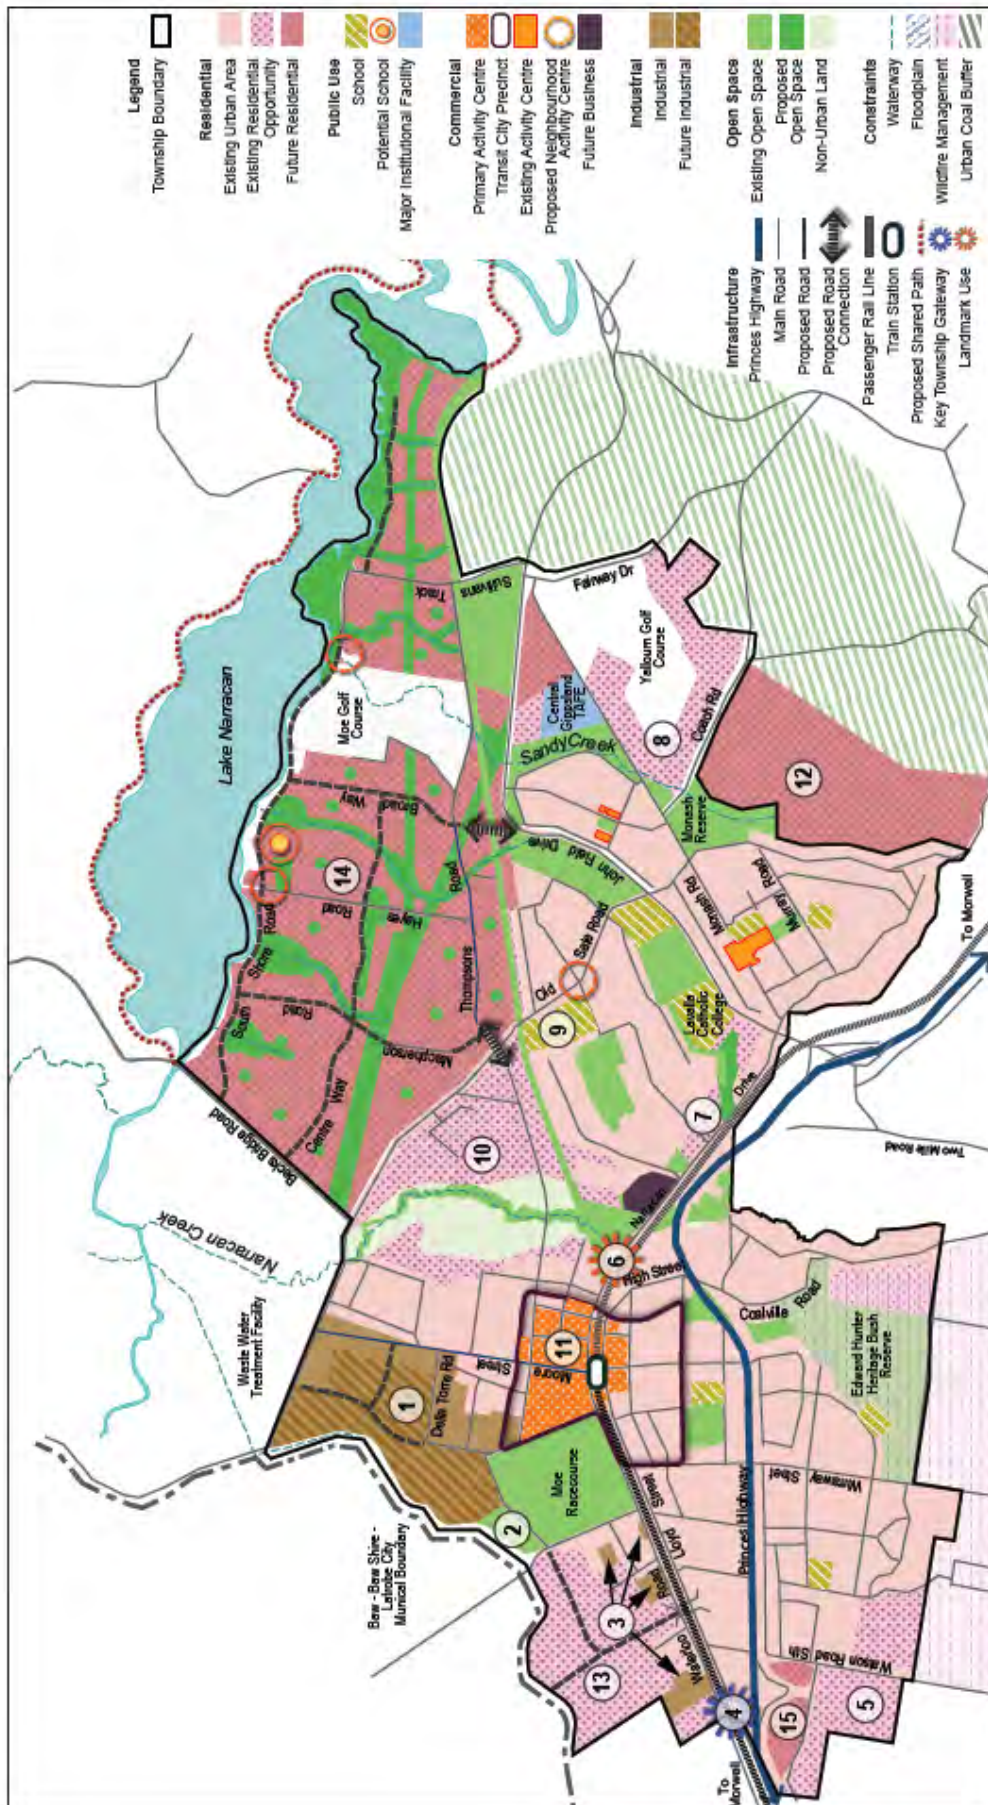 Legend
Township Boundary
Residential
Existing Urban Area
Existing Residential
Opportunity
Future Residential
Public Use
School
Potential School
Major Institutional Facility
Commercial
Primary Activity Centre
Transit City Precinct
Existing Activity Centre
Proposed Neighbourhood
Activity Centre
Future Business
Industrial
Industrial
Future Industrial
Open Space
Existing Open Space
Proposed
Open Space
Non-Urban Land
Constraints
Waterway
Floodplain
Wildfire Management
Urban Coal Buffer
Infrastructure
Princes Highway
Main Road
Proposed Road
Proposed Road
Connection
Passenger Rail Line
Train Station
Proposed Shared Path
Key Township Gateway
Landmark Use
Lake Narracan
Moe Golf
Course
Track
Sullivans
Fairway Dr
Yallourn Golf
Course
Coach Rd
Central
Gippsland
TAFE
Sandy Creek
8
12
Monash
Reserve
Monash Rd
Murray Road
John Field Drive
Broad
Way
14
Hayes
Road
South
Shore
Road
Thompsons
Road
Macpherson
Road
Centre
Way
Becks Bridge Road
Old
Sale Road
9
Lavalla
Catholic
College
7
10
Narracan
Drive
To Morwell
Two Mile Road
Narracan Creek
Waste Water
Treatment Facility
6
High Street
11
Moore
Street
Della Torre Rd
1
Moe
Racecourse
2
Baw - Baw Shire -
Latrobe City
Munical Boundary
Lloyd
Street
3
Waterloo
Road
13
4
To
Morwell
15
5
Watson Road Sth
Wirraway
Street
Princes Highway
Coalville
Road
Edward Hunter
Heritage Bush
Reserve